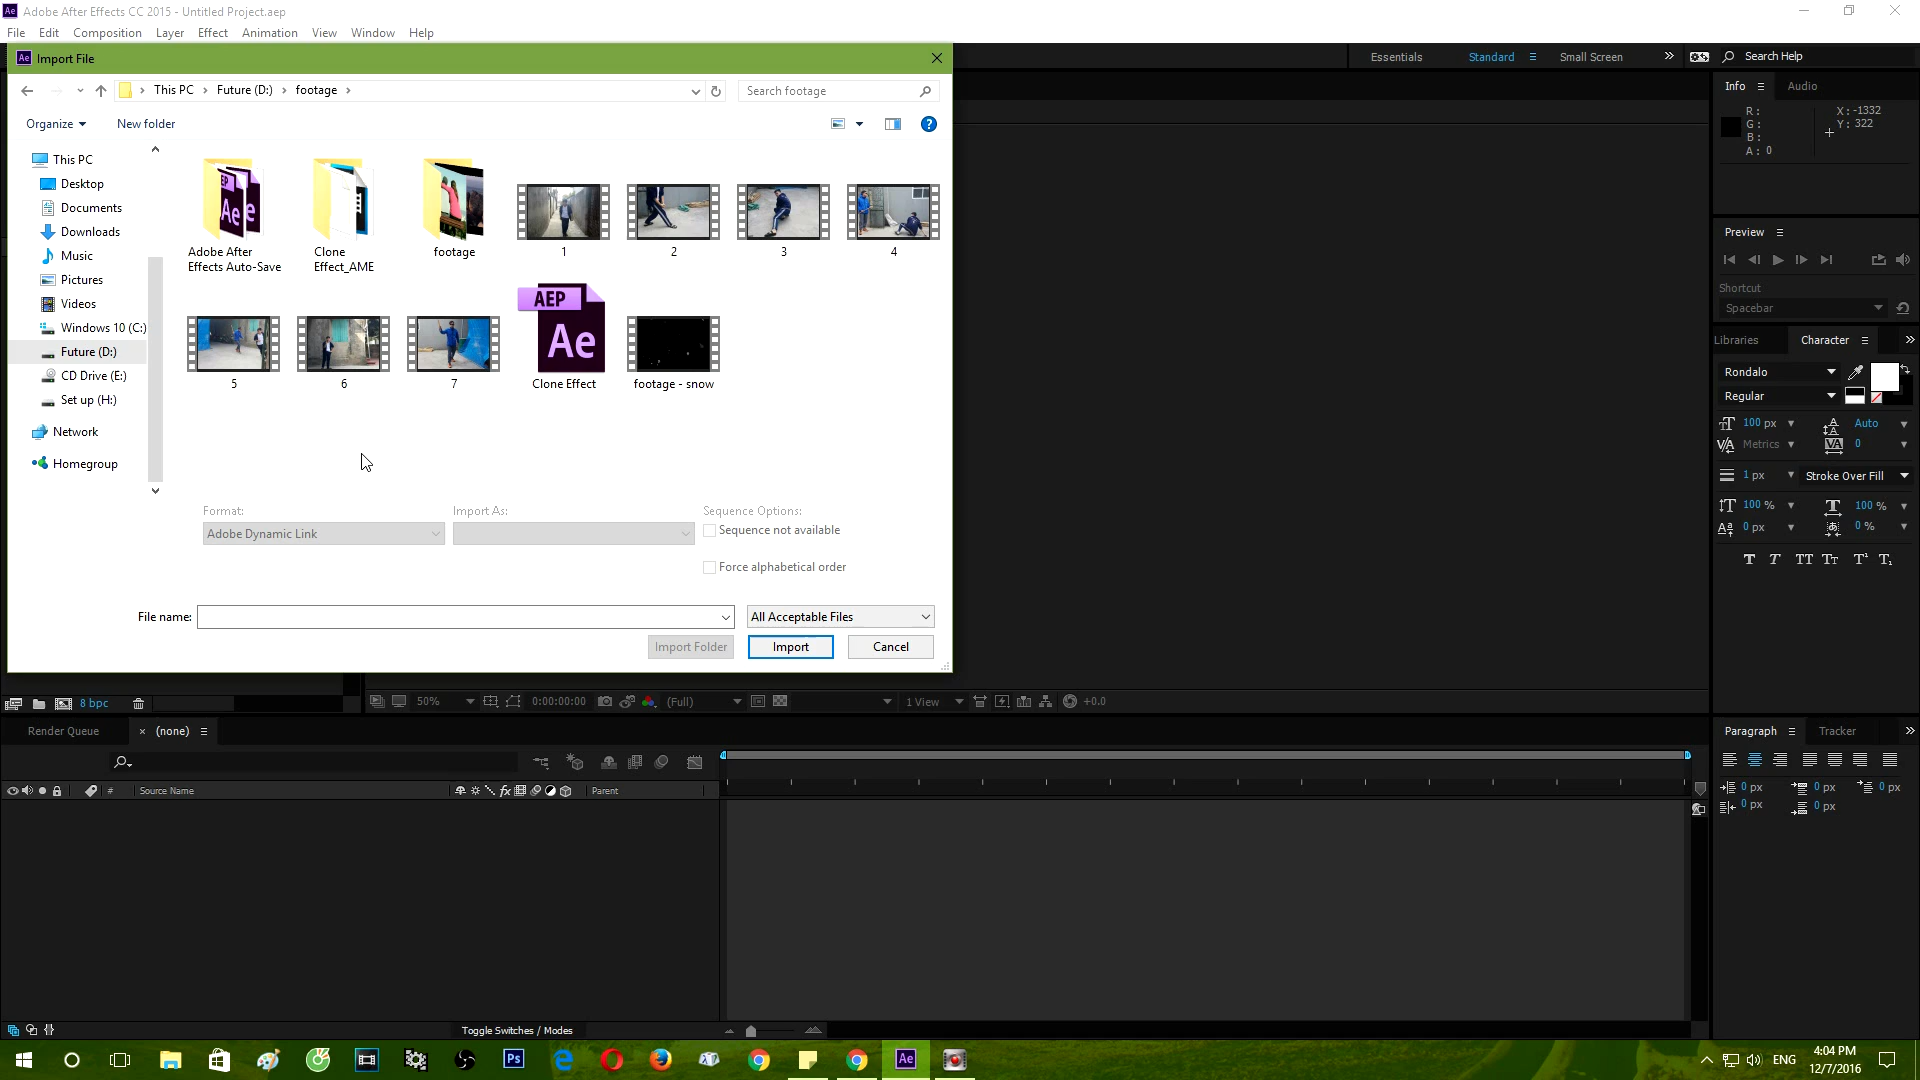 Ae Adobe After Effects CC 2015 - Untitled Project.aep
File Edit Composition Layer Effect Animation View Window Help
Ae Import File
Essentials Standard Small Screen Search Help
This PC Future (D:) footage Search footage
Organize New folder
This PC
Desktop
Documents
Downloads
Music
Pictures
Videos
Windows 10 (C:)
Future (D:)
CD Drive (E:)
Set up (H:)
Network
Homegroup
Adobe After
Effects Auto-Save
Clone
Effect_AME
footage
1
2
3
4
5
6
7
AEP
Ae
Clone Effect
footage - snow
Format:
Adobe Dynamic Link
Import As:
Sequence Options:
Sequence not available
Force alphabetical order
File name:
All Acceptable Files
Import Folder Import Cancel
Info Audio
R:
G:
B:
A: 0
X: -1332
Y: 322
Preview
Shortcut
Spacebar
Libraries Character
Rondalo
Regular
100 px Auto
Metrics 0
1 px Stroke Over Fill
100 % 100 %
0 px 0 %
T T TT Tt T¹ T₁
8 bpc
50% 0:00:00:00 (Full) 1 View +0.0
Render Queue (none)
# Source Name Parent
Toggle Switches / Modes
Paragraph Tracker
0 px 0 px 0 px
0 px 0 px
Ps Ae ENG
4:04 PM
12/7/2016